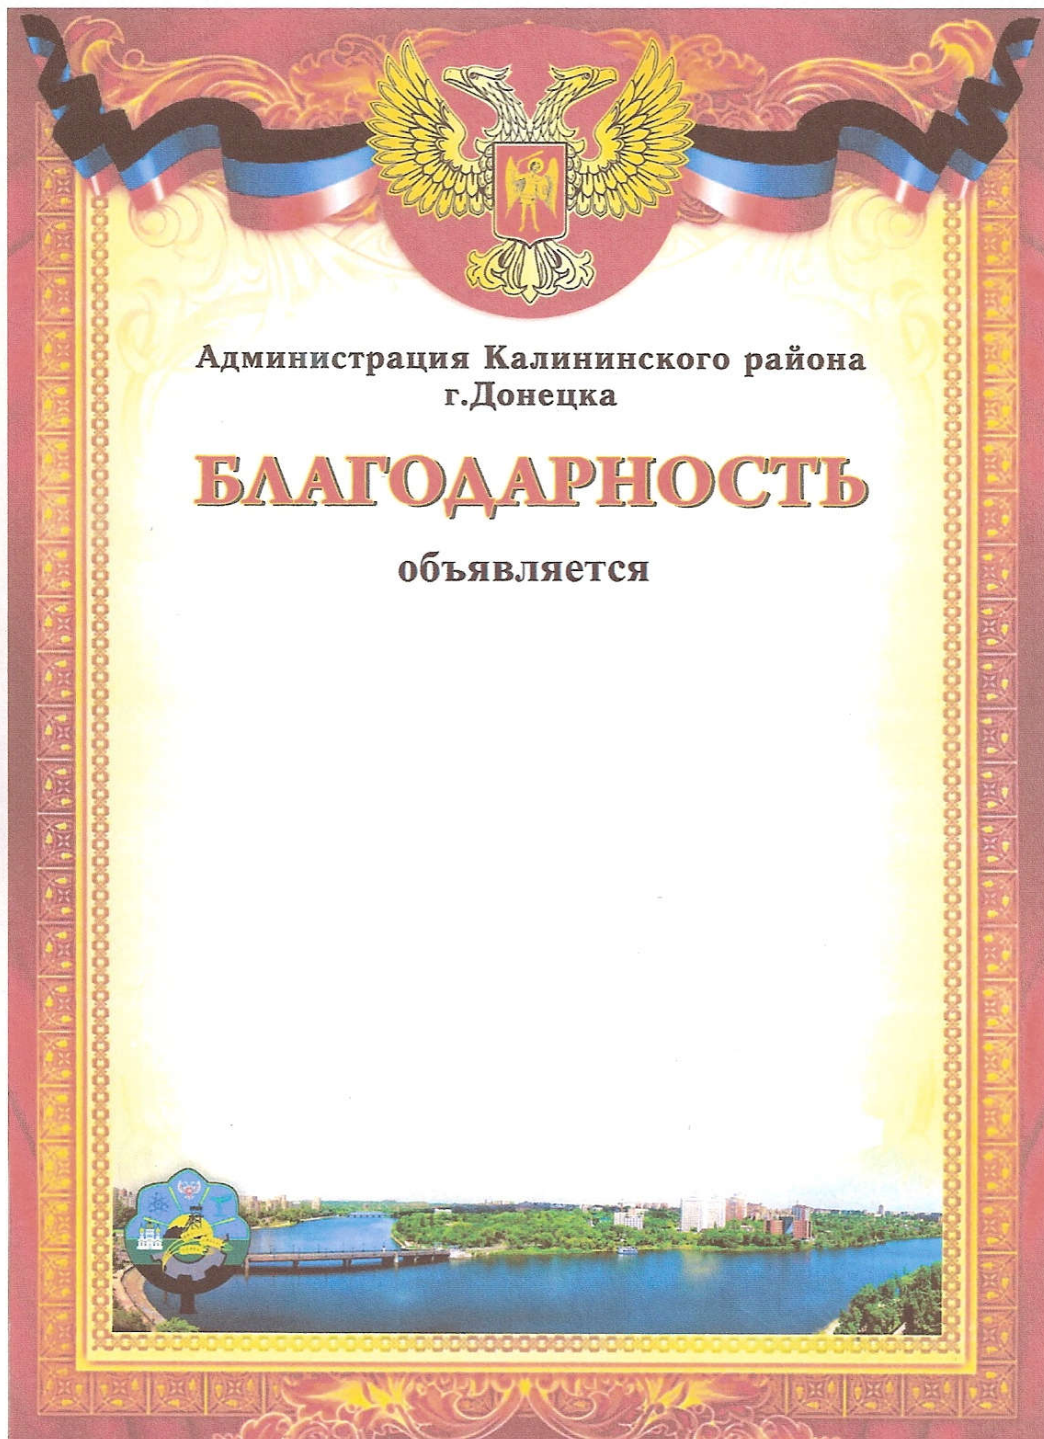 Администрация Калининского района
г.Донецка
БЛАГОДАРНОСТЬ
объявляется